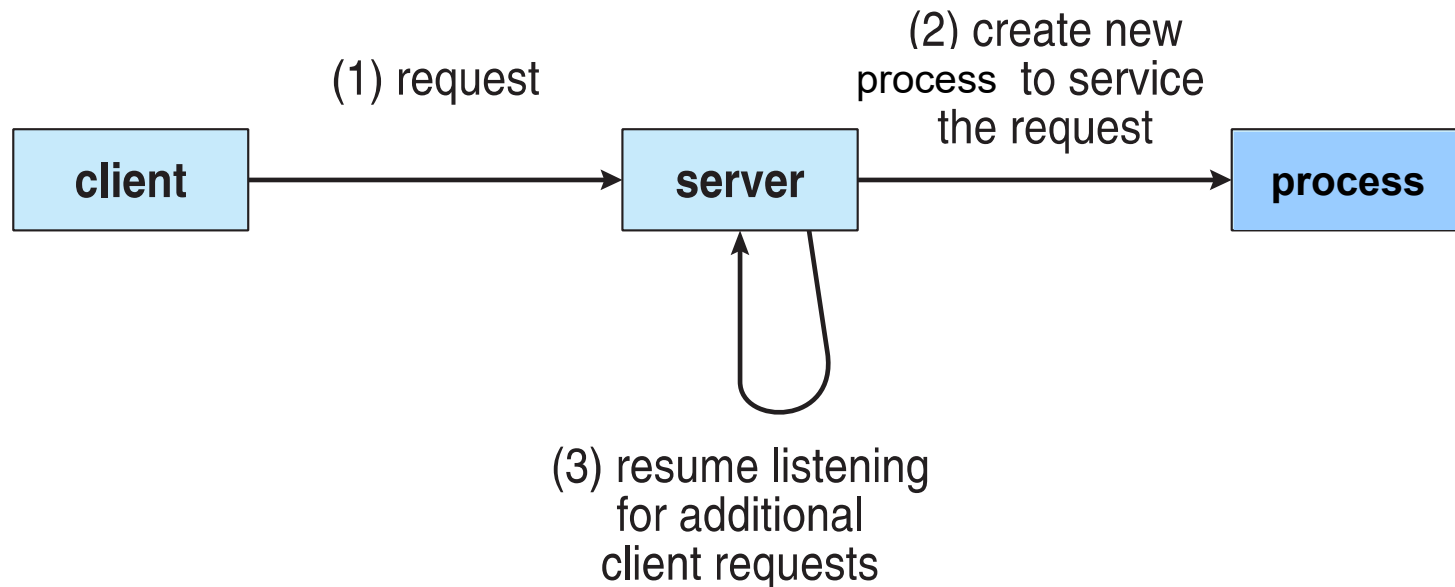 (1) request
(2) create new
process to service
the request
client
server
process
(3) resume listening
for additional
client requests